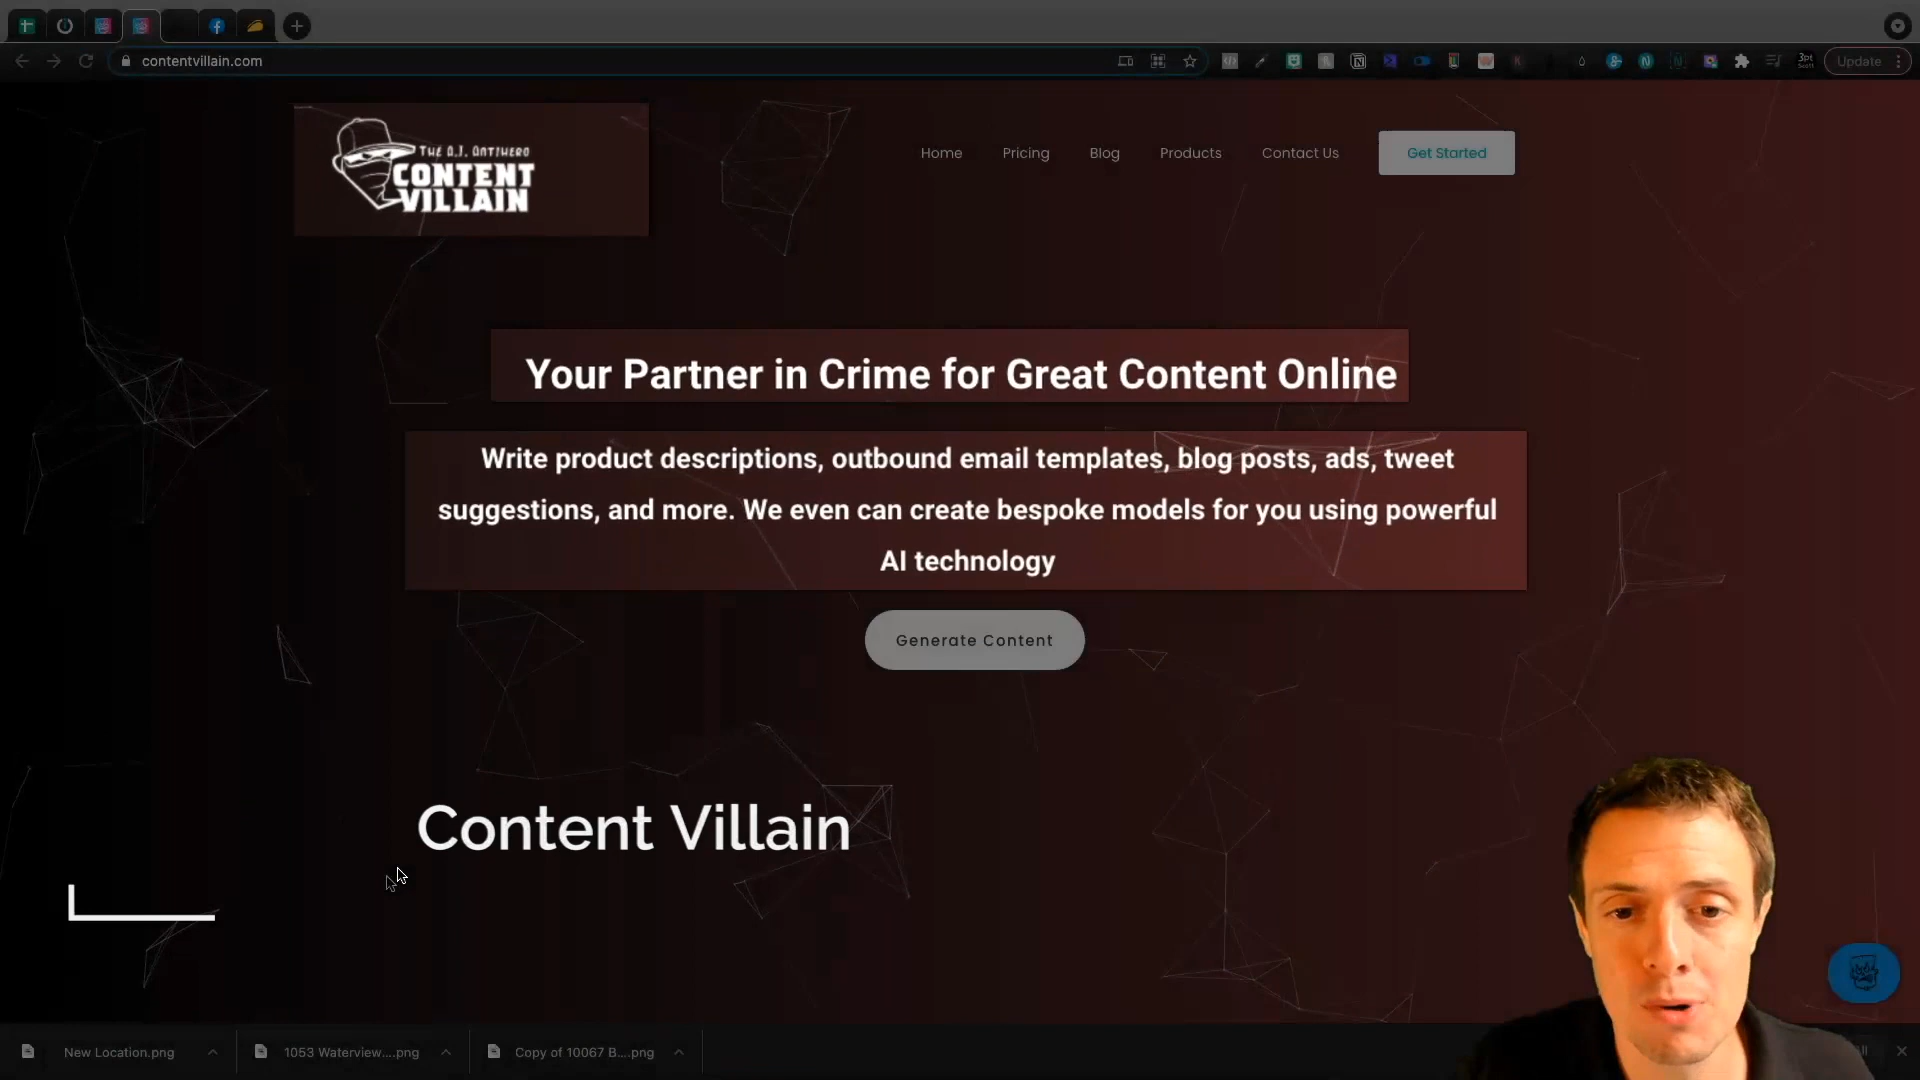 contentvillain.com
3pt
Update
THE A.I. ANTIHERO
CONTENT
VILLAIN
Home
Pricing
Blog
Products
Contact Us
Get Started
Your Partner in Crime for Great Content Online
Write product descriptions, outbound email templates, blog posts, ads, tweet
suggestions, and more. We even can create bespoke models for you using powerful
AI technology
Generate Content
Content Villain
New Location.png
1053 Waterview....png
Copy of 10067 B....png